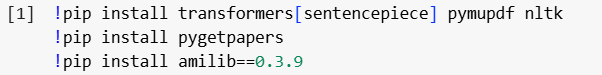 [1] !pip install transformers[sentencepiece] pymupdf nltk
!pip install pygetpapers
!pip install amilib==0.3.9